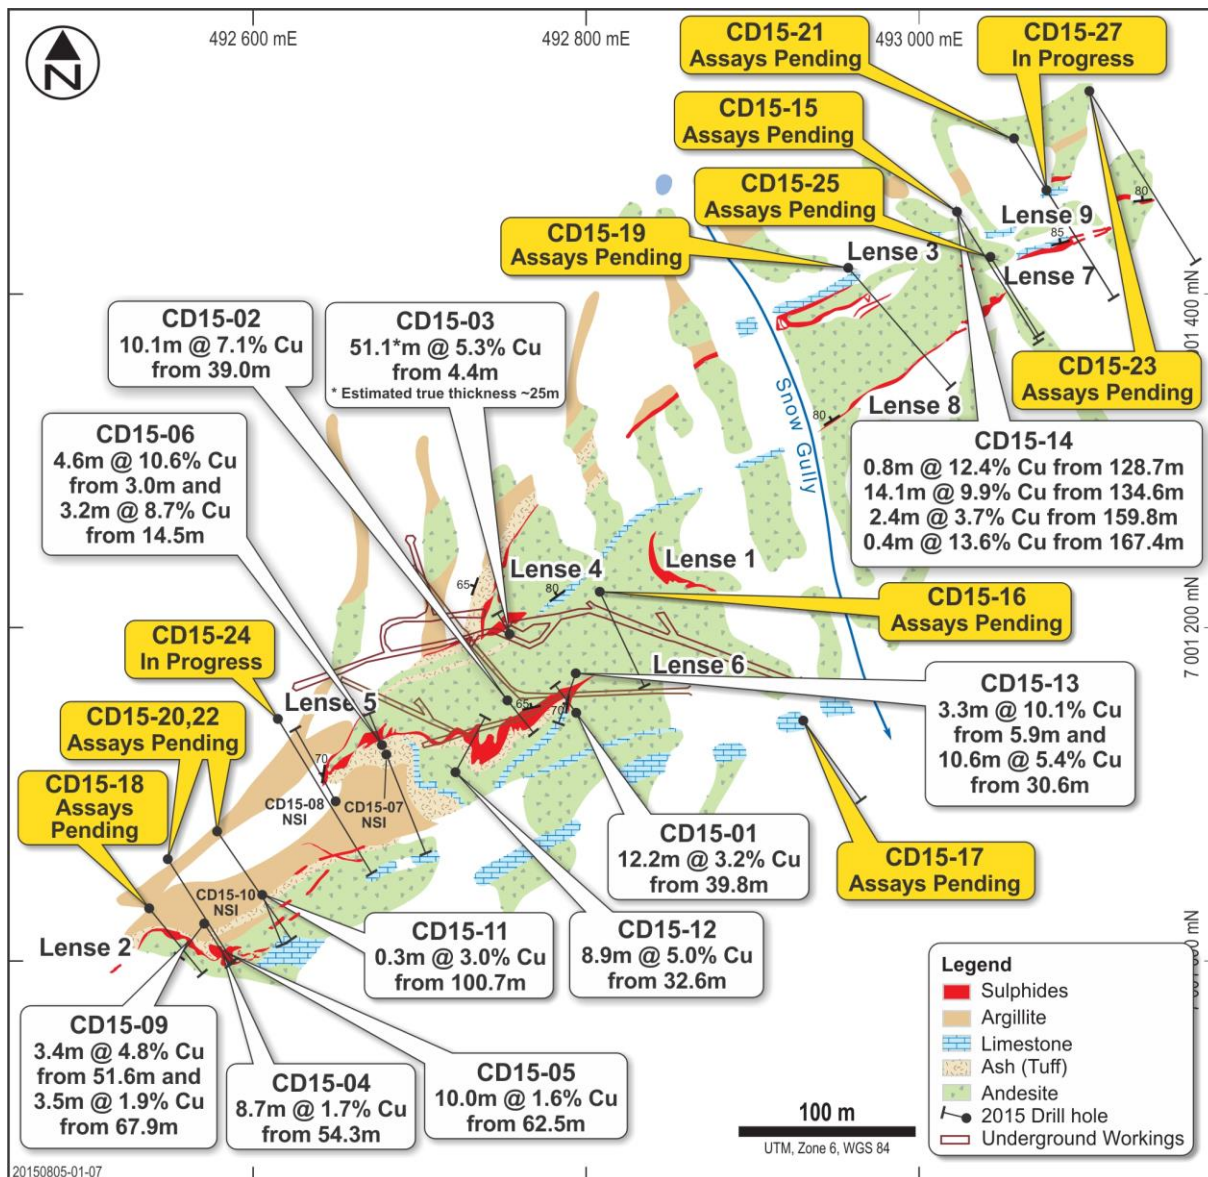 492 600 mE
492 800 mE
493 000 mE
N
CD15-21
Assays Pending
CD15-27
In Progress
CD15-15
Assays Pending
CD15-25
Assays Pending
CD15-19
Assays Pending
80
Lense 9
85
Lense 3
Lense 7
CD15-02
10.1m @ 7.1% Cu
from 39.0m
CD15-03
51.1*m @ 5.3% Cu
from 4.4m
* Estimated true thickness ~25m
Snow Gully
001 400 mN
CD15-23
Assays Pending
Lense 8
80
CD15-06
4.6m @ 10.6% Cu
from 3.0m and
3.2m @ 8.7% Cu
from 14.5m
CD15-14
0.8m @ 12.4% Cu from 128.7m
14.1m @ 9.9% Cu from 134.6m
2.4m @ 3.7% Cu from 159.8m
0.4m @ 13.6% Cu from 167.4m
65
Lense 4
80
Lense 1
CD15-16
Assays Pending
7 001 200 mN
CD15-24
In Progress
Lense 6
CD15-13
3.3m @ 10.1% Cu
from 5.9m and
10.6m @ 5.4% Cu
from 30.6m
Lense 5
65
70
70
CD15-20,22
Assays Pending
CD15-18
Assays
Pending
CD15-08
NSI
CD15-07
NSI
CD15-01
12.2m @ 3.2% Cu
from 39.8m
CD15-17
Assays Pending
CD15-10
NSI
Lense 2
CD15-11
0.3m @ 3.0% Cu
from 100.7m
CD15-12
8.9m @ 5.0% Cu
from 32.6m
mN
CD15-09
3.4m @ 4.8% Cu
from 51.6m and
3.5m @ 1.9% Cu
from 67.9m
CD15-04
8.7m @ 1.7% Cu
from 54.3m
CD15-05
10.0m @ 1.6% Cu
from 62.5m
Legend
Sulphides
Argillite
Limestone
Ash (Tuff)
Andesite
2015 Drill hole
Underground Workings
100 m
UTM, Zone 6, WGS 84
20150805-01-07